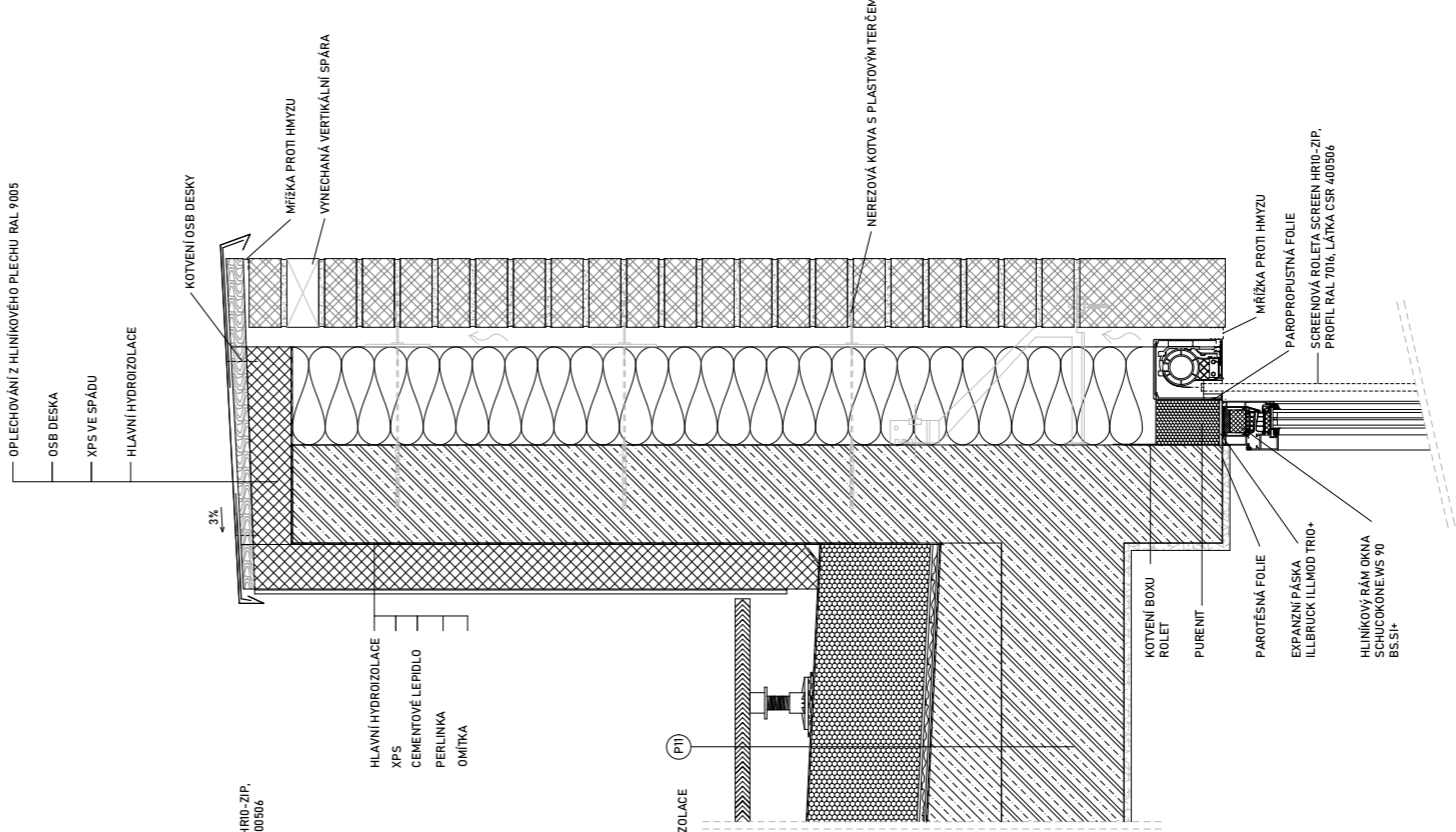 OPLECHOVÁNÍ Z HLINÍKOVÉHO PLECHU RAL 9005
OSB DESKA
XPS VE SPÁDU
HLAVNÍ HYDROIZOLACE
KOTVENÍ OSB DESKY
MŘÍŽKA PROTI HMYZU
VYNECHANÁ VERTIKÁLNÍ SPÁRA
NEREZOVÁ KOTVA S PLASTOVÝM TERČEM
3%
HLAVNÍ HYDROIZOLACE
XPS
CEMENTOVÉ LEPIDLO
PERLINKA
OMÍTKA
HR10-ZIP,
00506
P11
ZOLACE
KOTVENÍ BOXU
ROLET
PURENIT
PAROTĚSNÁ FOLIE
EXPANZNÍ PÁSKA
ILLBRUCK ILLMOD TRIO+
HLINÍKOVÝ RÁM OKNA
SCHUCOKONE.WS 90
BS.SI+
MŘÍŽKA PROTI HMYZU
PAROPROPUSTNÁ FOLIE
SCREENOVÁ ROLETA SCREEN HR10-ZIP,
PROFIL RAL 7016, LÁTKA CSR 400506